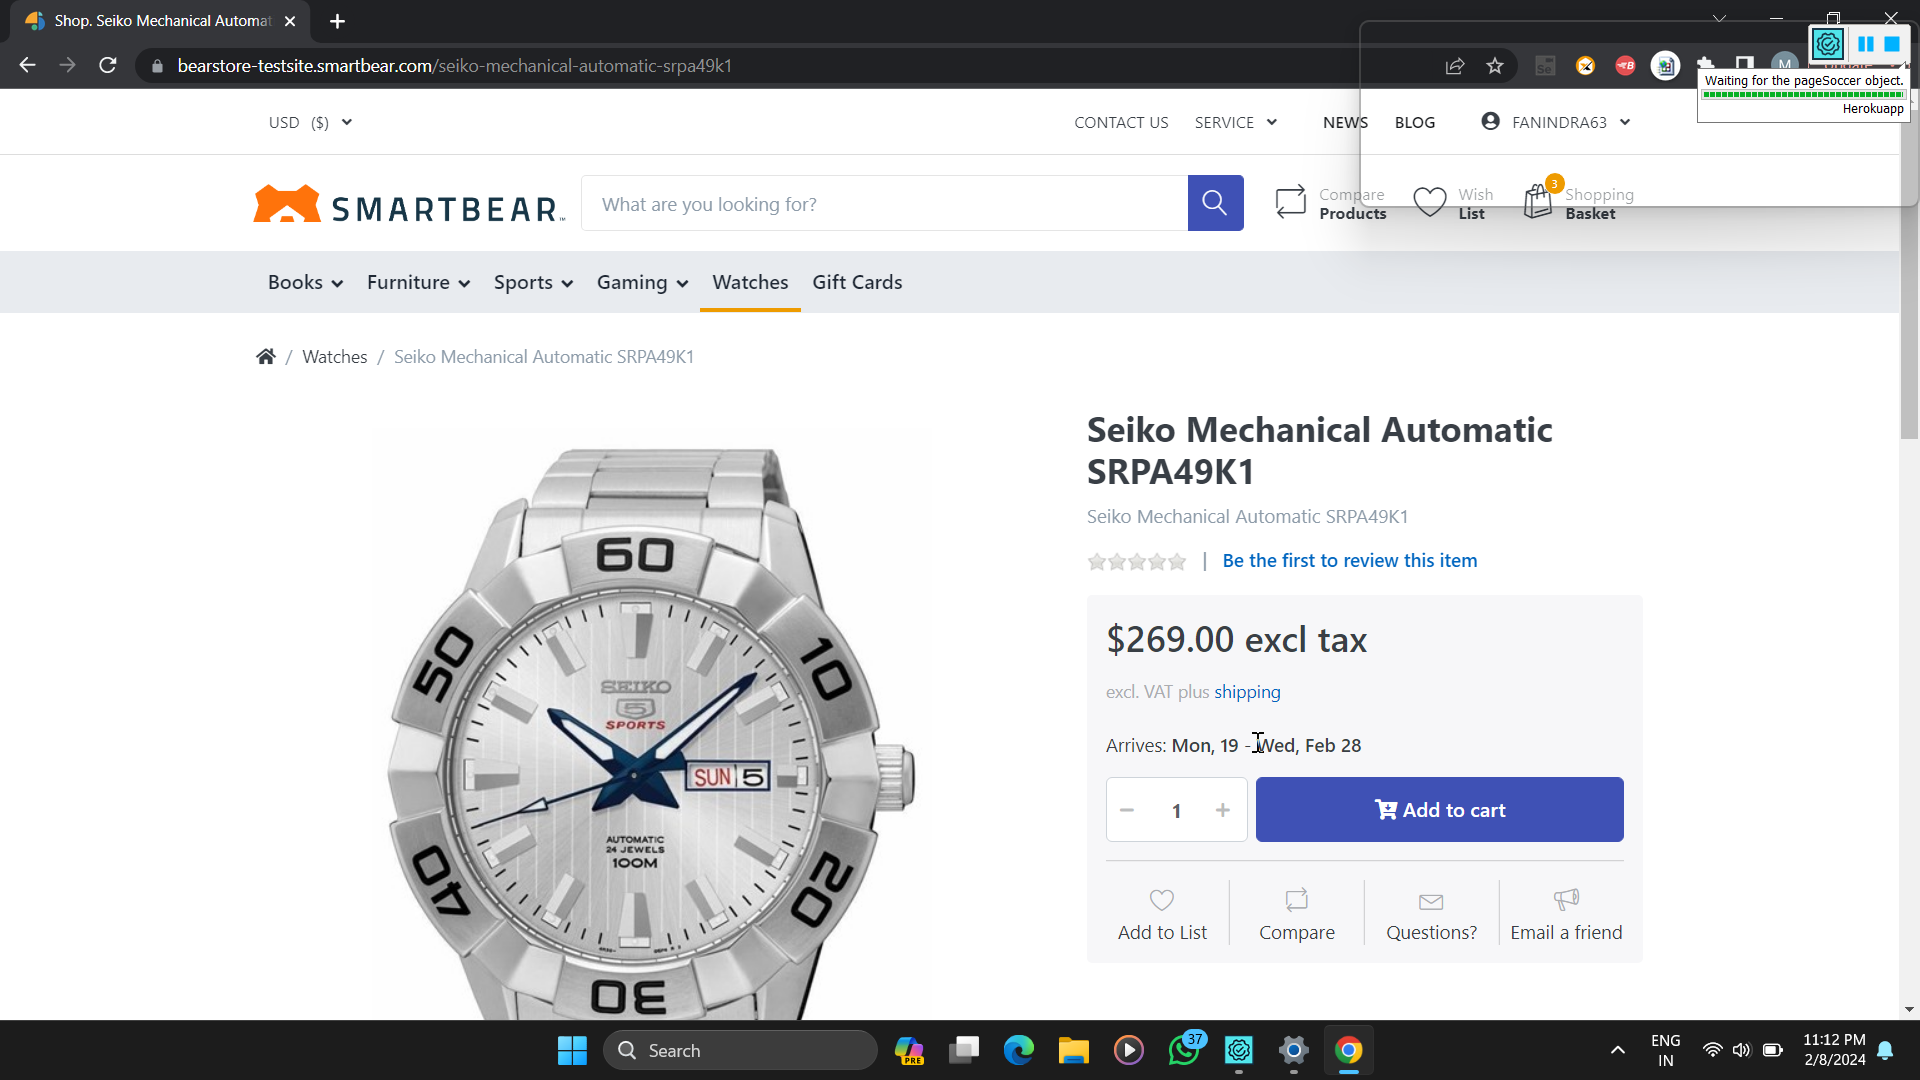 Shop. Seiko Mechanical Automat
bearstore-testsite.smartbear.com/seiko-mechanical-automatic-srpa49k1
Waiting for the pageSoccer object.
Herokuapp
USD ($)
CONTACT US SERVICE NEWS BLOG FANINDRA63
SMARTBEAR
What are you looking for?
Compare Products
Wish List
3
Shopping Basket
Books Furniture Sports Gaming Watches Gift Cards
/ Watches / Seiko Mechanical Automatic SRPA49K1
60
10
20
30
40
50
SEIKO
5
SPORTS
SUN 5
AUTOMATIC
24 JEWELS
100M
Seiko Mechanical Automatic
SRPA49K1
Seiko Mechanical Automatic SRPA49K1
| Be the first to review this item
$269.00 excl tax
excl. VAT plus shipping
Arrives: Mon, 19 - Wed, Feb 28
− 1 + Add to cart
Add to List Compare Questions? Email a friend
Search
PRE
37
ENG
IN
11:12 PM
2/8/2024